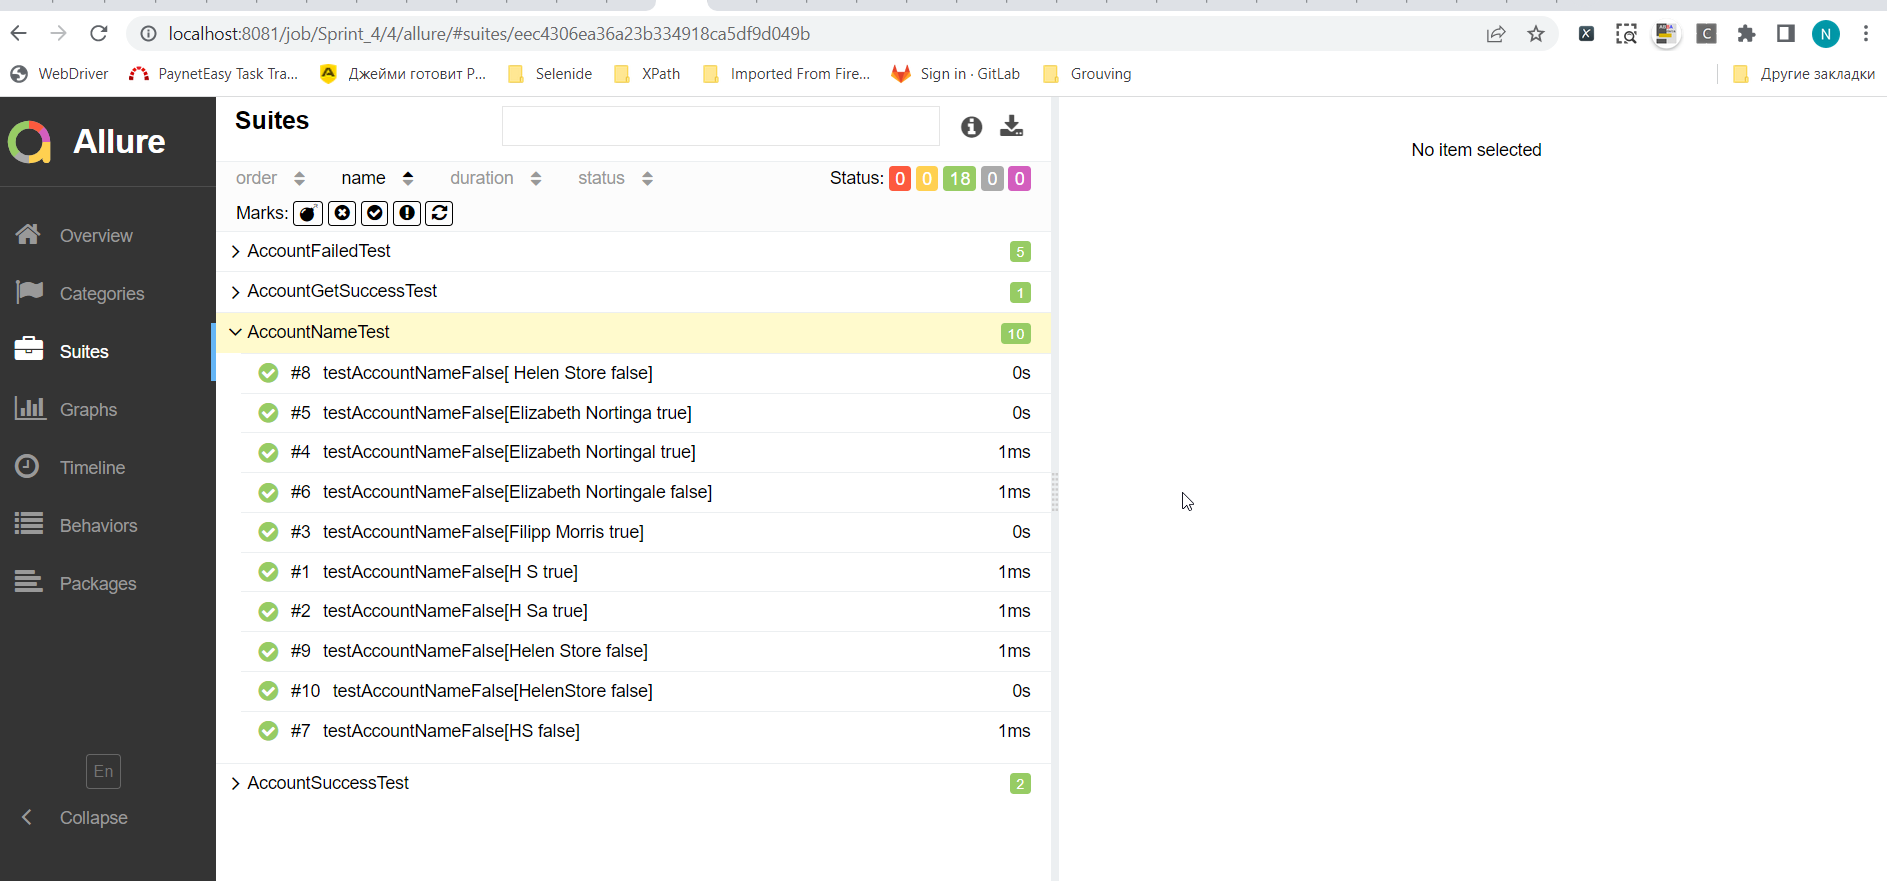 localhost:8081/job/Sprint_4/4/allure/#suites/eec4306ea36a23b334918ca5df9d049b
C
N
WebDriver PaynetEasy Task Tra... Джейми готовит Р... Selenide XPath Imported From Fire... Sign in · GitLab Grouving Другие закладки
Allure
Overview
Categories
Suites
Graphs
Timeline
Behaviors
Packages
En
Collapse
Suites
order name duration status Status: 0 0 18 0 0
Marks:
AccountFailedTest 5
AccountGetSuccessTest 1
AccountNameTest 10
#8 testAccountNameFalse[ Helen Store false] 0s
#5 testAccountNameFalse[Elizabeth Nortinga true] 0s
#4 testAccountNameFalse[Elizabeth Nortingal true] 1ms
#6 testAccountNameFalse[Elizabeth Nortingale false] 1ms
#3 testAccountNameFalse[Filipp Morris true] 0s
#1 testAccountNameFalse[H S true] 1ms
#2 testAccountNameFalse[H Sa true] 1ms
#9 testAccountNameFalse[Helen Store false] 1ms
#10 testAccountNameFalse[HelenStore false] 0s
#7 testAccountNameFalse[HS false] 1ms
AccountSuccessTest 2
No item selected